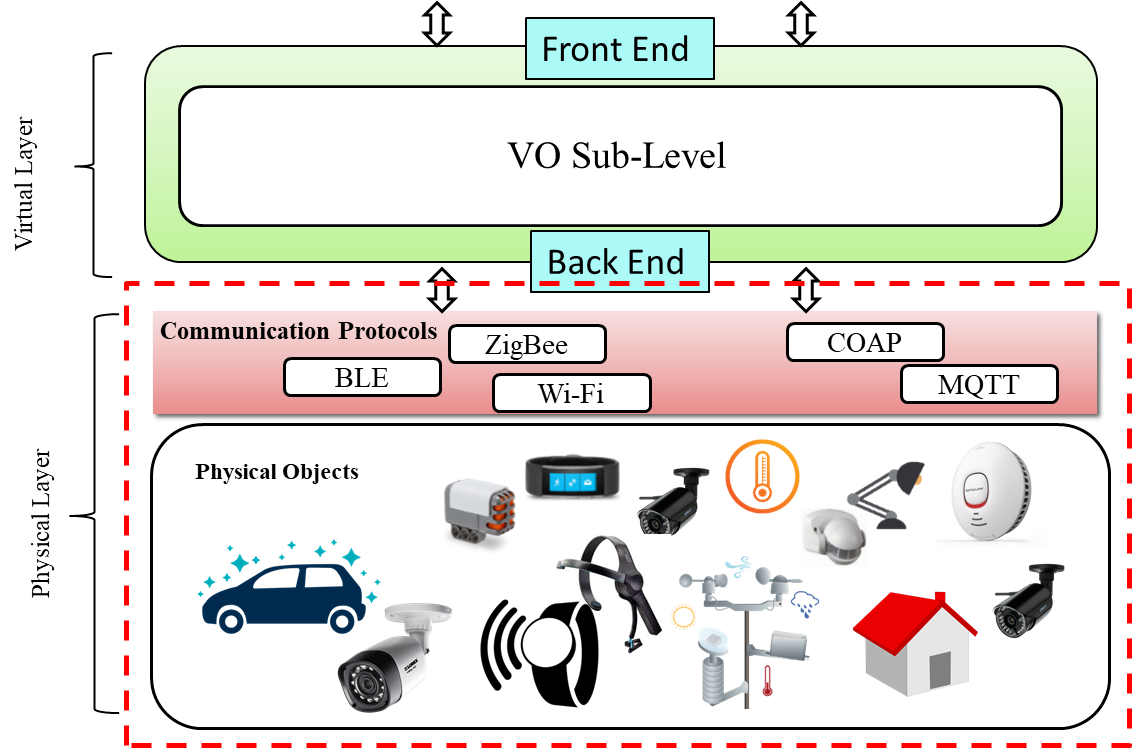 Front End
VO Sub-Level
Back End
Virtual Layer
Communication Protocols
ZigBee
COAP
BLE
Wi-Fi
MQTT
Physical Layer
Physical Objects